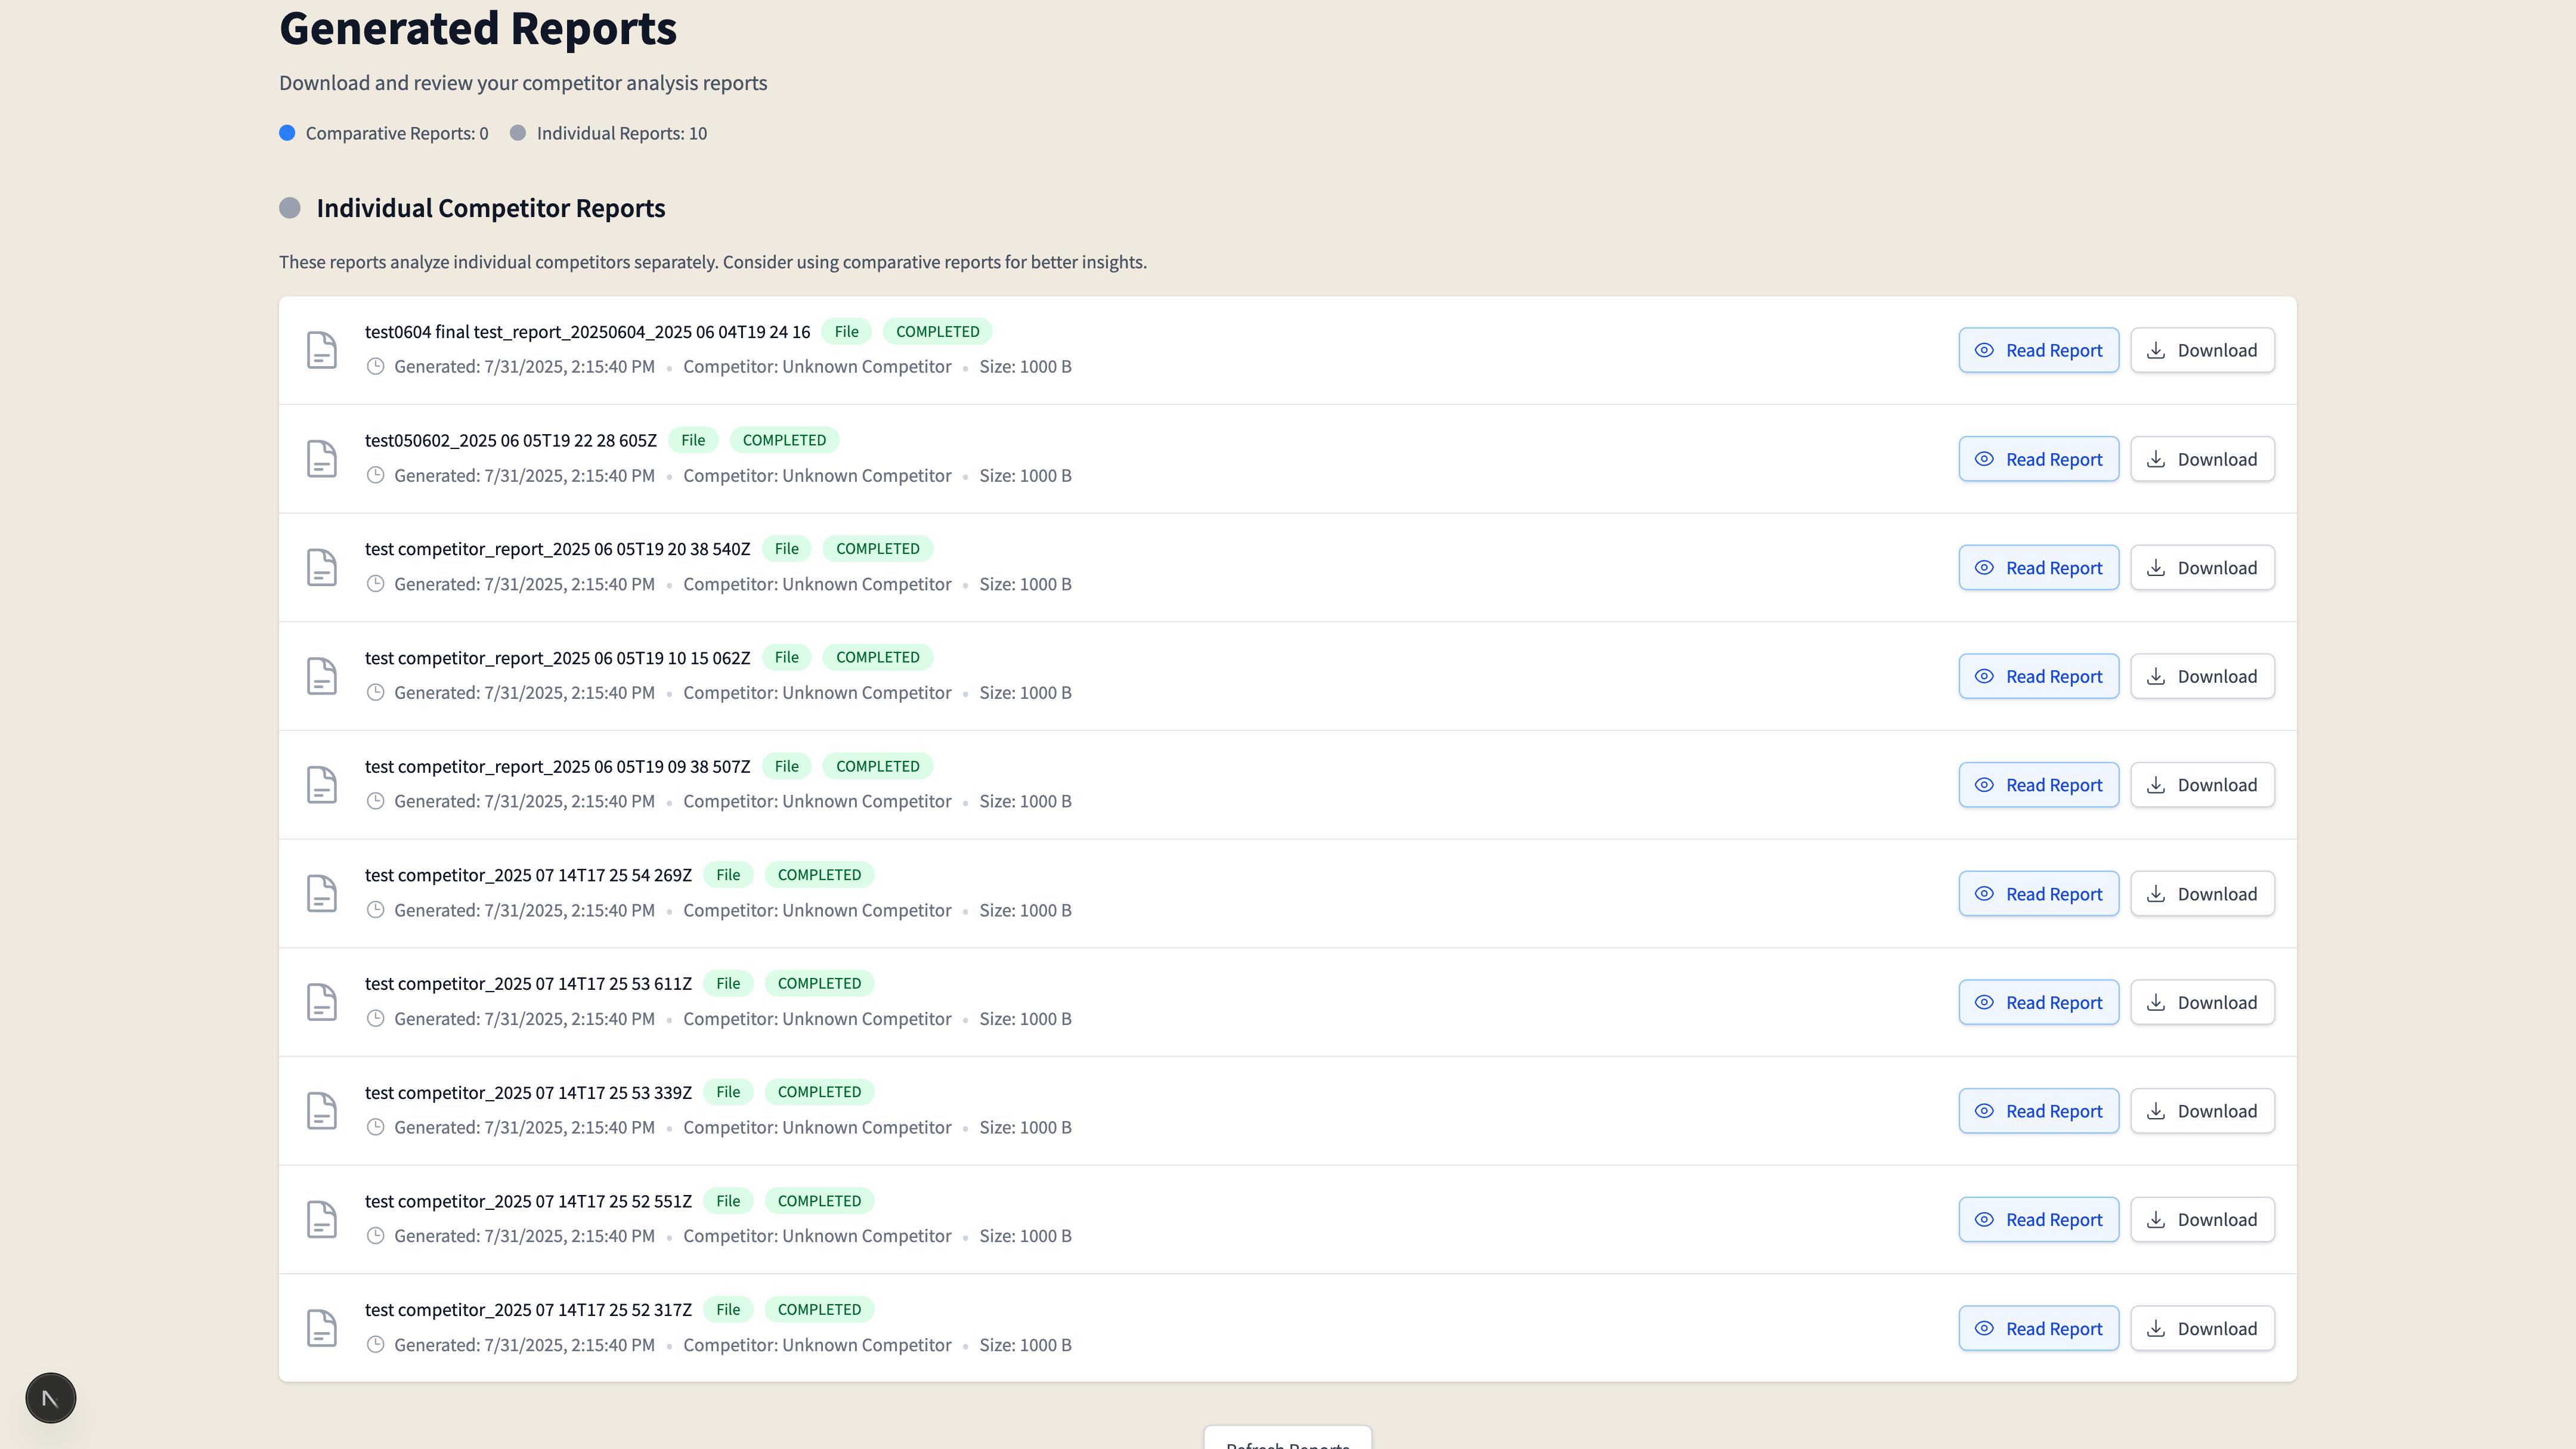 Generated Reports
Download and review your competitor analysis reports
Comparative Reports: 0 Individual Reports: 10
Individual Competitor Reports
These reports analyze individual competitors separately. Consider using comparative reports for better insights.
test0604 final test_report_20250604_2025 06 04T19 24 16 File COMPLETED
Generated: 7/31/2025, 2:15:40 PM • Competitor: Unknown Competitor • Size: 1000 B
Read Report Download
test050602_2025 06 05T19 22 28 605Z File COMPLETED
Generated: 7/31/2025, 2:15:40 PM • Competitor: Unknown Competitor • Size: 1000 B
Read Report Download
test competitor_report_2025 06 05T19 20 38 540Z File COMPLETED
Generated: 7/31/2025, 2:15:40 PM • Competitor: Unknown Competitor • Size: 1000 B
Read Report Download
test competitor_report_2025 06 05T19 10 15 062Z File COMPLETED
Generated: 7/31/2025, 2:15:40 PM • Competitor: Unknown Competitor • Size: 1000 B
Read Report Download
test competitor_report_2025 06 05T19 09 38 507Z File COMPLETED
Generated: 7/31/2025, 2:15:40 PM • Competitor: Unknown Competitor • Size: 1000 B
Read Report Download
test competitor_2025 07 14T17 25 54 269Z File COMPLETED
Generated: 7/31/2025, 2:15:40 PM • Competitor: Unknown Competitor • Size: 1000 B
Read Report Download
test competitor_2025 07 14T17 25 53 611Z File COMPLETED
Generated: 7/31/2025, 2:15:40 PM • Competitor: Unknown Competitor • Size: 1000 B
Read Report Download
test competitor_2025 07 14T17 25 53 339Z File COMPLETED
Generated: 7/31/2025, 2:15:40 PM • Competitor: Unknown Competitor • Size: 1000 B
Read Report Download
test competitor_2025 07 14T17 25 52 551Z File COMPLETED
Generated: 7/31/2025, 2:15:40 PM • Competitor: Unknown Competitor • Size: 1000 B
Read Report Download
test competitor_2025 07 14T17 25 52 317Z File COMPLETED
Generated: 7/31/2025, 2:15:40 PM • Competitor: Unknown Competitor • Size: 1000 B
Read Report Download
N
Refresh Reports